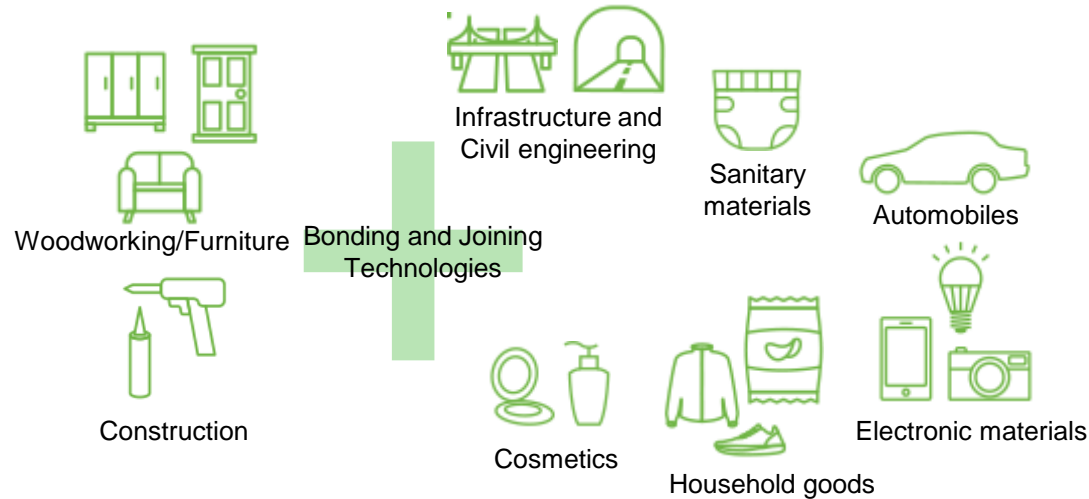 Infrastructure and
Civil engineering
Sanitary
materials
Automobiles
Woodworking/Furniture
Bonding and Joining
Technologies
Construction
Cosmetics
Household goods
Electronic materials